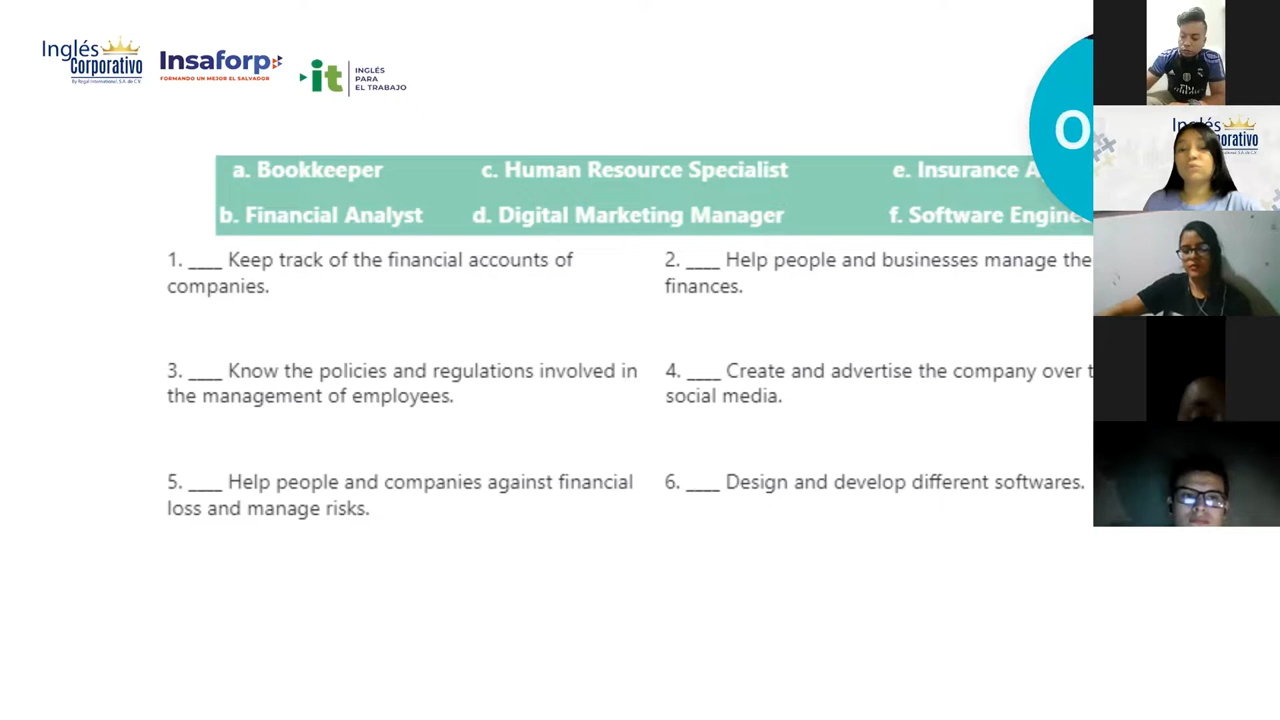 Inglés
Corporativo
By Regal International, S.A. de C.V.
Insaforp
FORMANDO UN MEJOR EL SALVADOR
it
INGLÉS
PARA
EL TRABAJO
O
Inglés
a. Bookkeeper c. Human Resource Specialist e. Insurance A
b. Financial Analyst d. Digital Marketing Manager f. Software Engine
1. ____ Keep track of the financial accounts of
companies.
2. ____ Help people and businesses manage the
finances.
3. ____ Know the policies and regulations involved in
the management of employees.
4. ____ Create and advertise the company over t
social media.
5. ____ Help people and companies against financial
loss and manage risks.
6. ____ Design and develop different softwares.